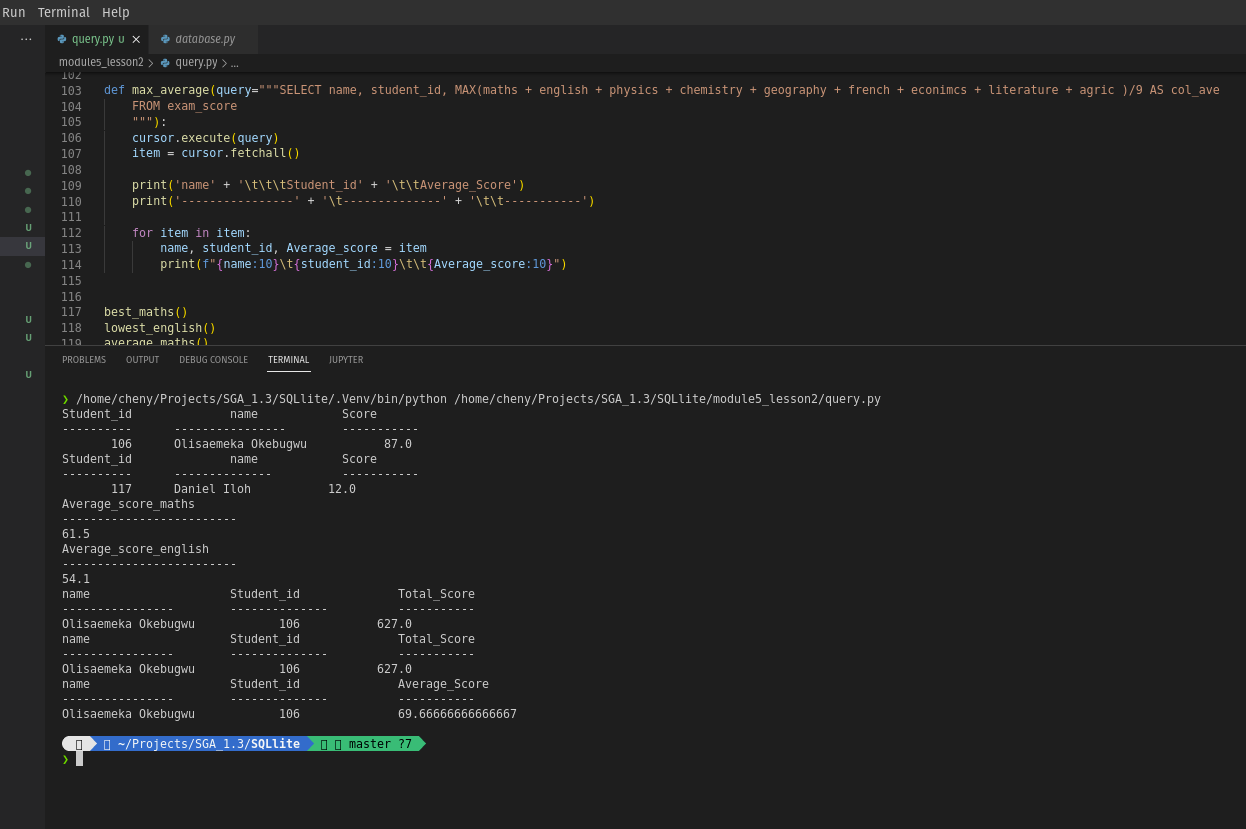 Run Terminal Help
... query.py U × database.py
module5_lesson2 > query.py > ...
102
103 def max_average(query="""SELECT name, student_id, MAX(maths + english + physics + chemistry + geography + french + econimcs + literature + agric )/9 AS col_ave
104     FROM exam_score
105     """):
106     cursor.execute(query)
107     item = cursor.fetchall()
108
109     print('name' + '\t\t\tStudent_id' + '\t\tAverage_Score')
110     print('----------------' + '\t--------------' + '\t\t-----------')
111
112     for item in item:
113         name, student_id, Average_score = item
114         print(f"{name:10}\t{student_id:10}\t\t{Average_score:10}")
115
116
117 best_maths()
118 lowest_english()
119 average_maths()
U
U
U
U
U
PROBLEMS OUTPUT DEBUG CONSOLE TERMINAL JUPYTER
❯ /home/cheny/Projects/SGA_1.3/SQLlite/.Venv/bin/python /home/cheny/Projects/SGA_1.3/SQLlite/module5_lesson2/query.py
Student_id              name            Score
----------      ----------------        -----------
       106      Olisaemeka Okebugwu           87.0
Student_id              name            Score
----------      --------------          -----------
       117      Daniel Iloh           12.0
Average_score_maths
-------------------------
61.5
Average_score_english
-------------------------
54.1
name                    Student_id              Total_Score
----------------        --------------          -----------
Olisaemeka Okebugwu            106           627.0
name                    Student_id              Total_Score
----------------        --------------          -----------
Olisaemeka Okebugwu            106           627.0
name                    Student_id              Average_Score
----------------        --------------          -----------
Olisaemeka Okebugwu            106              69.66666666666667
~/Projects/SGA_1.3/SQLlite master ?7
❯